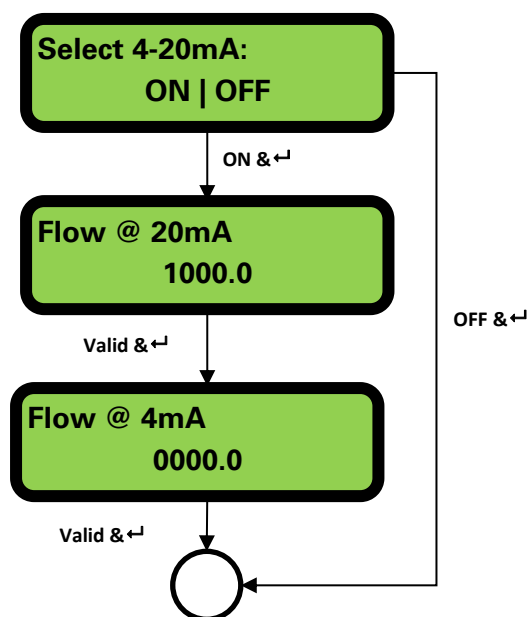 Select 4-20mA:
ON | OFF
ON &↵
Flow @ 20mA
1000.0
OFF &↵
Valid &↵
Flow @ 4mA
0000.0
Valid &↵